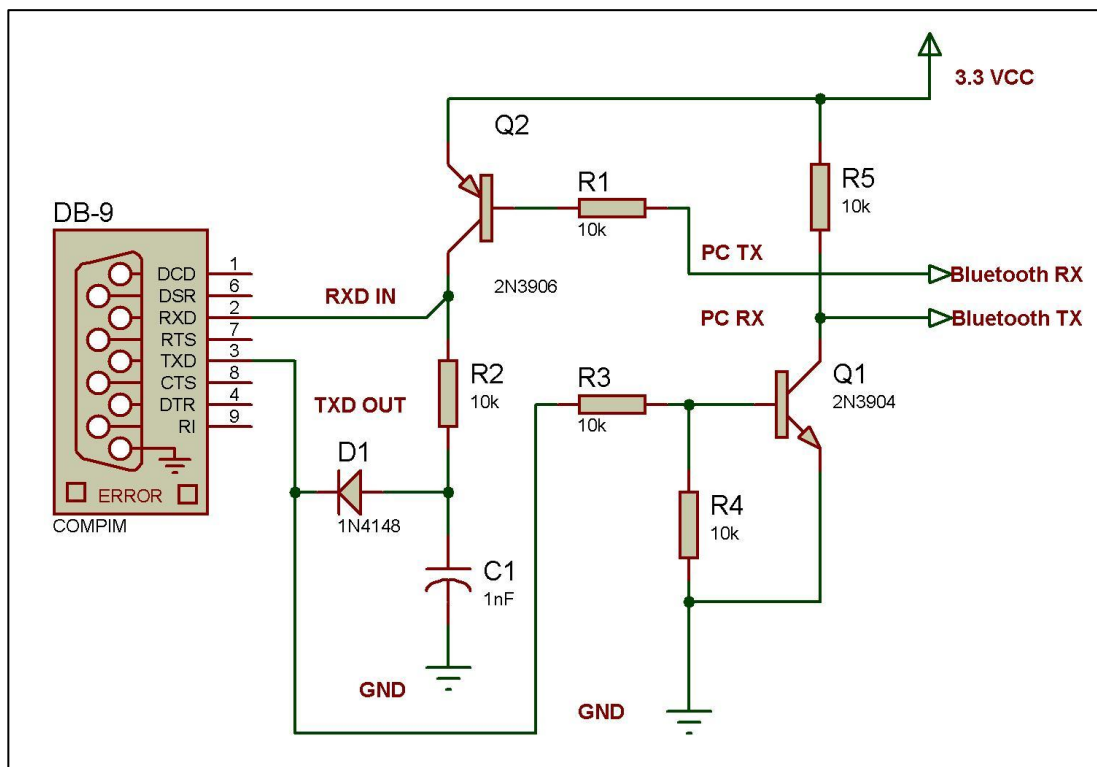 3.3 VCC
Q2
R1
10k
R5
10k
DB-9
PC TX
Bluetooth RX
DCD 1
DSR 6
RXD 2
RTS 7
TXD 3
CTS 8
DTR 4
RI 9
ERROR
COMPIM
RXD IN
2N3906
PC RX
Bluetooth TX
R2
10k
TXD OUT
R3
10k
Q1
2N3904
D1
1N4148
R4
10k
C1
1nF
GND
GND